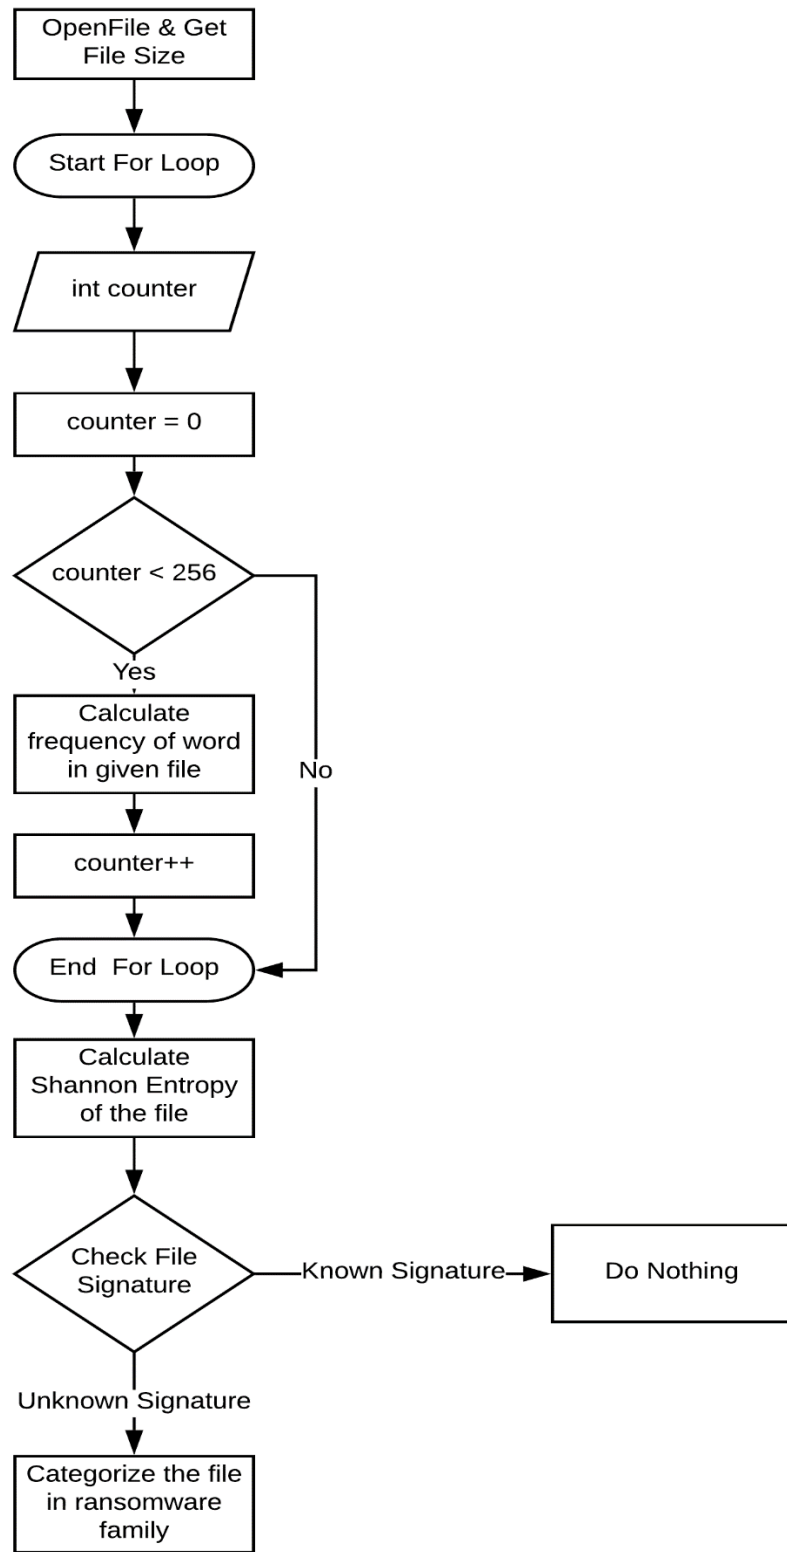 OpenFile & Get
File Size
Start For Loop
int counter
counter = 0
counter < 256
Yes
Calculate
frequency of word
in given file
No
counter++
End For Loop
Calculate
Shannon Entropy
of the file
Check File
Signature
Known Signature
Do Nothing
Unknown Signature
Categorize the file
in ransomware
family